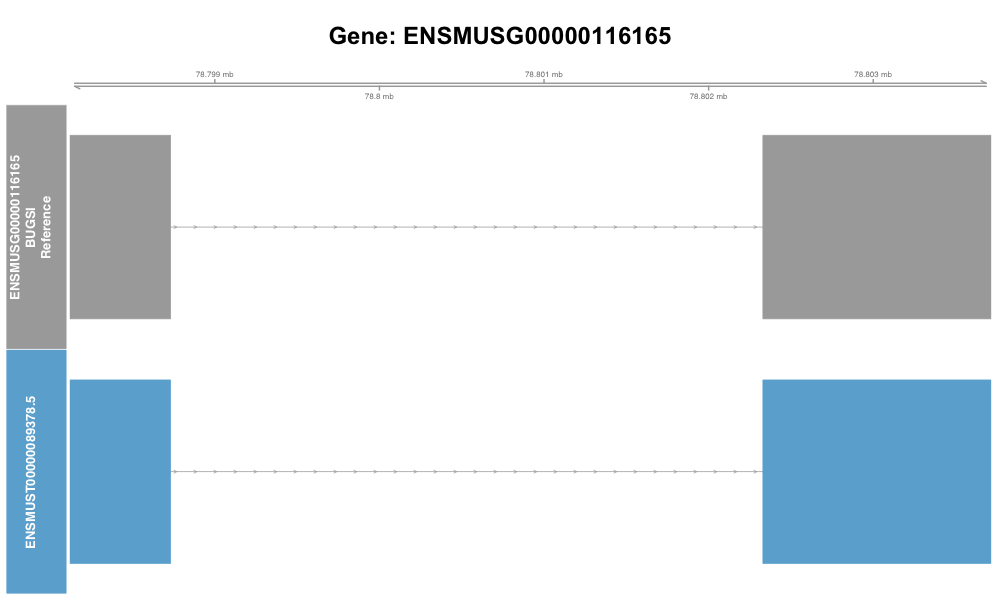 Gene: ENSMUSG00000116165
78.799 mb
78.801 mb
78.803 mb
78.8 mb
78.802 mb
ENSMUSG00000116165
BUGSI
Reference
ENSMUST00000089378.5